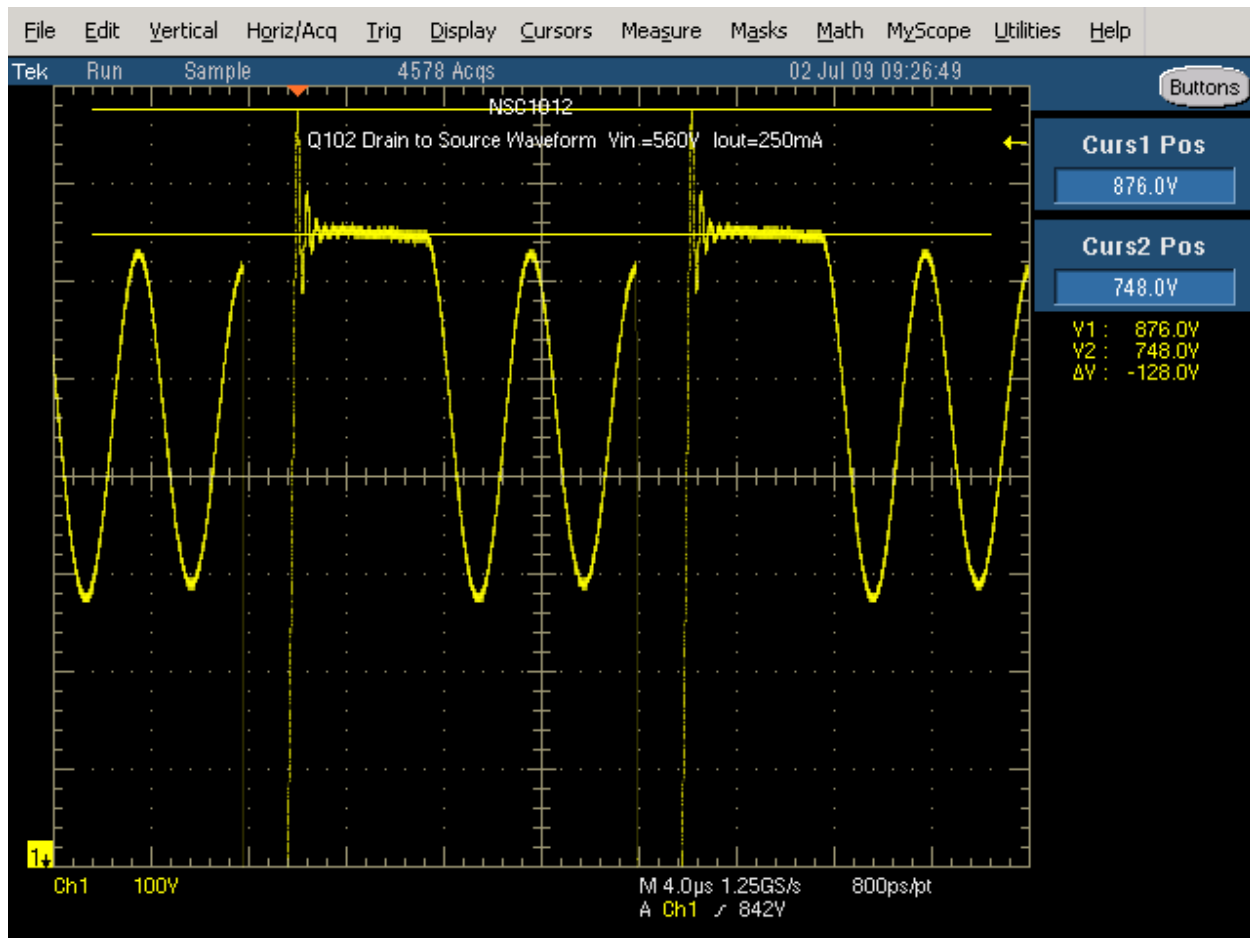 File Edit Vertical Horiz/Acq Trig Display Cursors Measure Masks Math MyScope Utilities Help
Tek Run Sample 4578 Acqs 02 Jul 09 09:26:49
Buttons
NSC1012
Q102 Drain to Source Waveform Vin.=560V Iout=250mA
Curs1 Pos
876.0V
Curs2 Pos
748.0V
V1 : 876.0V
V2 : 748.0V
ΔV : -128.0V
1
Ch1 100V
M 4.0µs 1.25GS/s 800ps/pt
A Ch1 / 842V